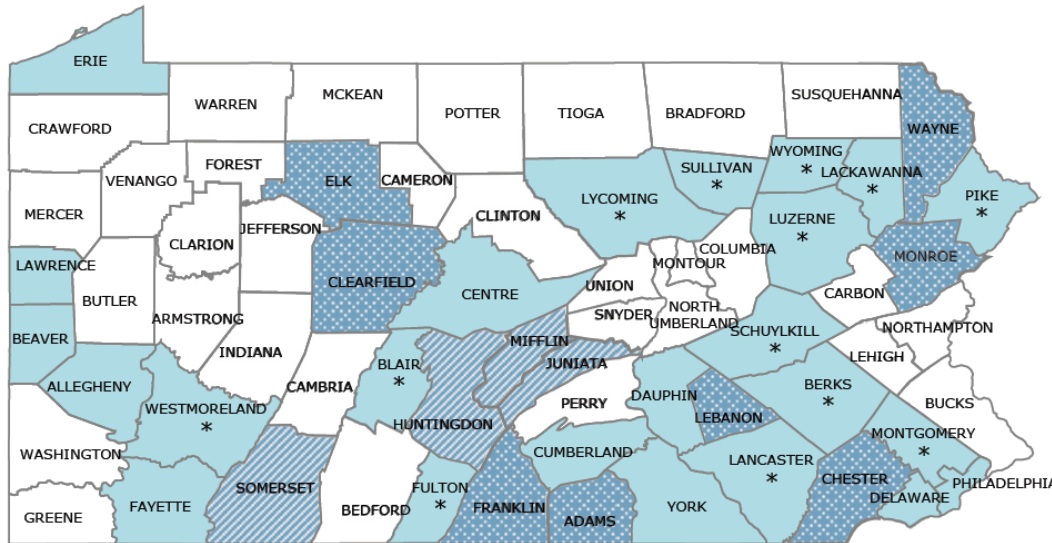 ERIE
WARREN
MCKEAN
POTTER
TIOGA
BRADFORD
SUSQUEHANNA
WAYNE
CRAWFORD
FOREST
ELK
CAMERON
SULLIVAN
*
WYOMING
*
LACKAWANNA
*
PIKE
*
VENANGO
MERCER
CLARION
JEFFERSON
CLINTON
LYCOMING
*
LUZERNE
*
COLUMBIA
MONTOUR
MONROE
LAWRENCE
BUTLER
CLEARFIELD
CENTRE
UNION
CARBON
ARMSTRONG
SNYDER
NORTH
UMBERLAND
SCHUYLKILL
*
NORTHAMPTON
BEAVER
INDIANA
MIFFLIN
JUNIATA
LEHIGH
ALLEGHENY
BLAIR
*
CAMBRIA
WESTMORELAND
*
HUNTINGDON
PERRY
DAUPHIN
LEBANON
BERKS
*
BUCKS
MONTGOMERY
*
WASHINGTON
CUMBERLAND
LANCASTER
*
CHESTER
PHILADELPHIA
DELAWARE
SOMERSET
FULTON
*
FAYETTE
BEDFORD
FRANKLIN
ADAMS
YORK
GREENE